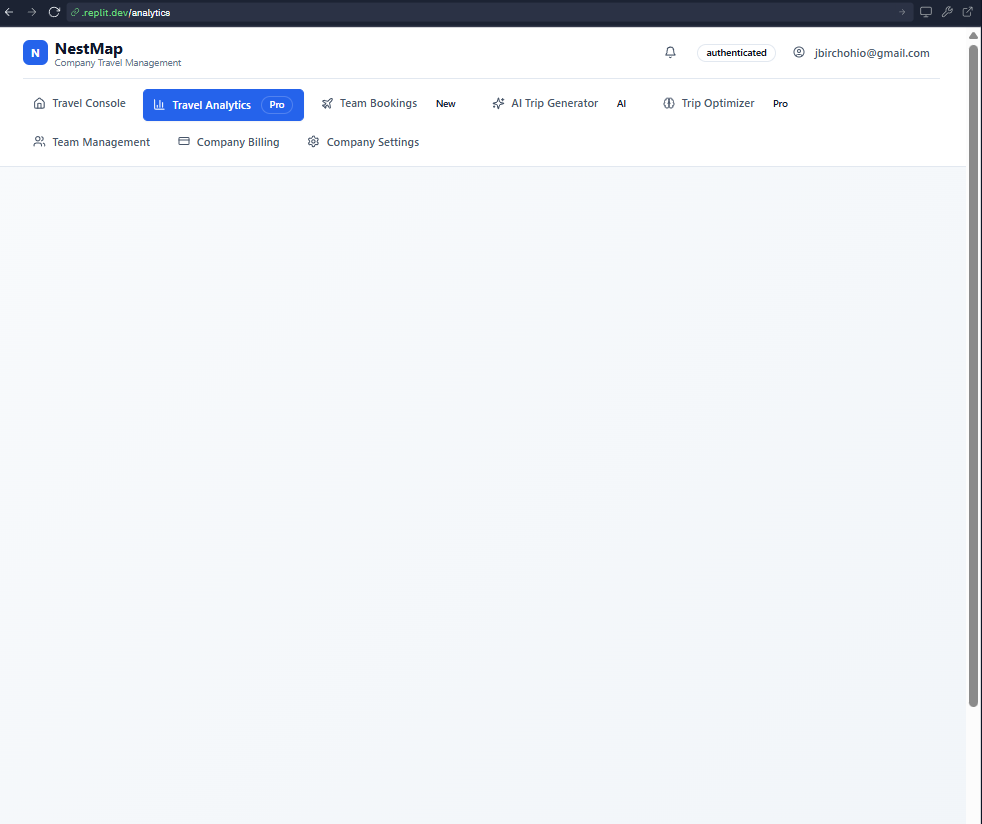 .replit.dev/analytics
N
NestMap
Company Travel Management
authenticated
jbirchohio@gmail.com
Travel Console
Travel Analytics
Pro
Team Bookings
New
AI Trip Generator
AI
Trip Optimizer
Pro
Team Management
Company Billing
Company Settings